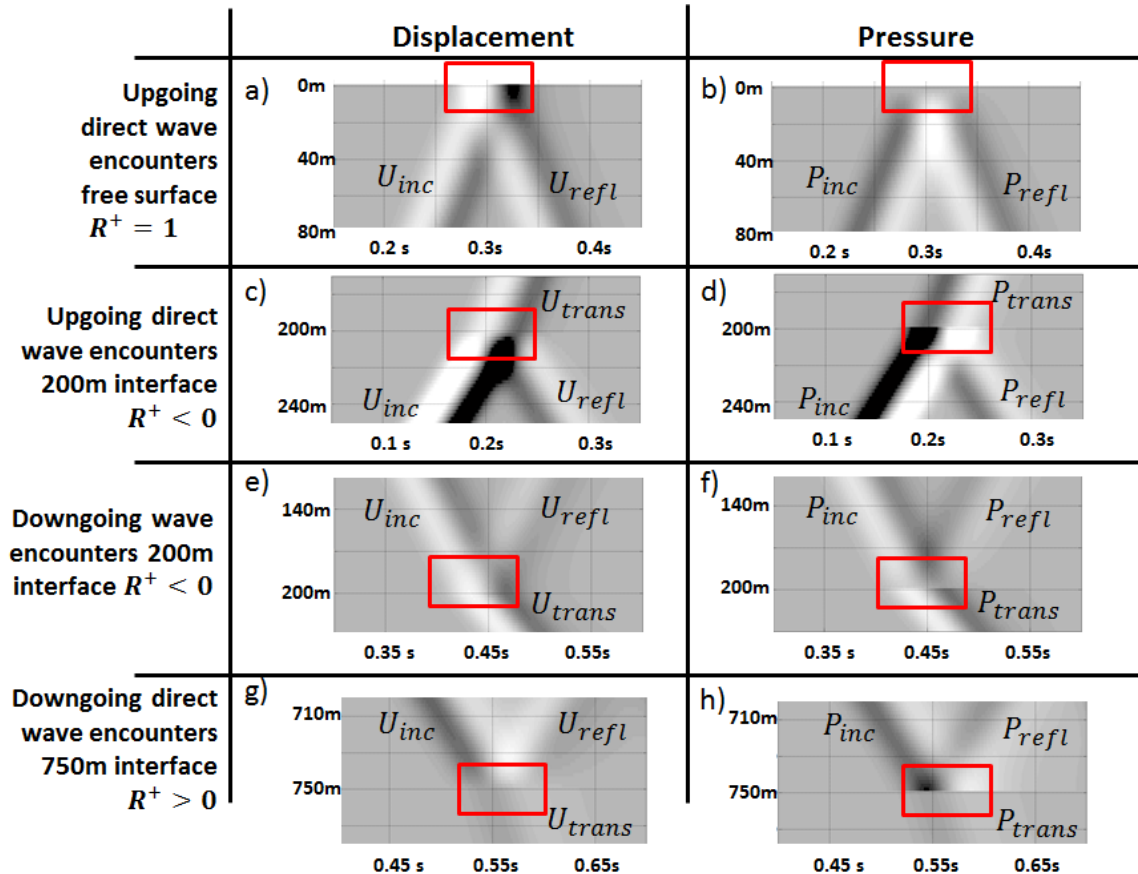 Displacement
Pressure
Upgoing
direct wave
encounters
free surface
R⁺ = 1
a)
0m
40m
80m
U_inc
U_refl
0.2 s
0.3s
0.4s
b)
0m
40m
80m
P_inc
P_refl
0.2 s
0.3s
0.4s
Upgoing direct
wave encounters
200m interface
R⁺ < 0
c)
200m
240m
U_trans
U_inc
U_refl
0.1 s
0.2s
0.3s
d)
200m
240m
P_trans
P_inc
P_refl
0.1 s
0.2s
0.3s
Downgoing wave
encounters 200m
interface R⁺ < 0
e)
140m
200m
U_inc
U_refl
U_trans
0.35 s
0.45s
0.55s
f)
140m
200m
P_inc
P_refl
P_trans
0.35 s
0.45s
0.55s
Downgoing direct
wave encounters
750m interface
R⁺ > 0
g)
710m
750m
U_inc
U_refl
U_trans
0.45 s
0.55s
0.65s
h)
710m
750m
P_inc
P_refl
P_trans
0.45 s
0.55s
0.65s